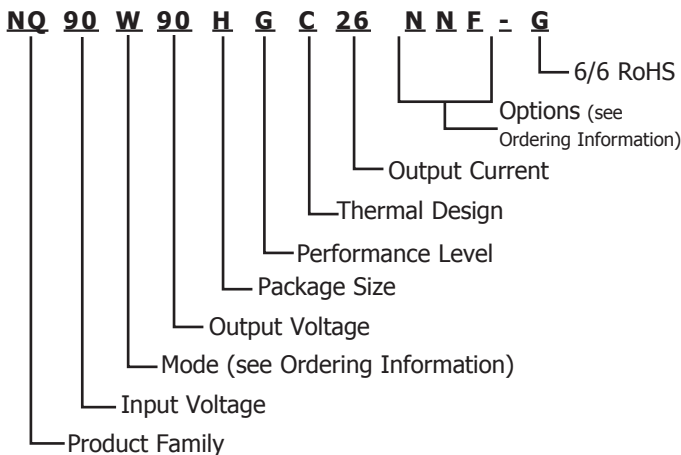 NQ 90 W 90 H G C 26 N N F - G
6/6 RoHS
Options (see
Ordering Information)
Output Current
Thermal Design
Performance Level
Package Size
Output Voltage
Mode (see Ordering Information)
Input Voltage
Product Family